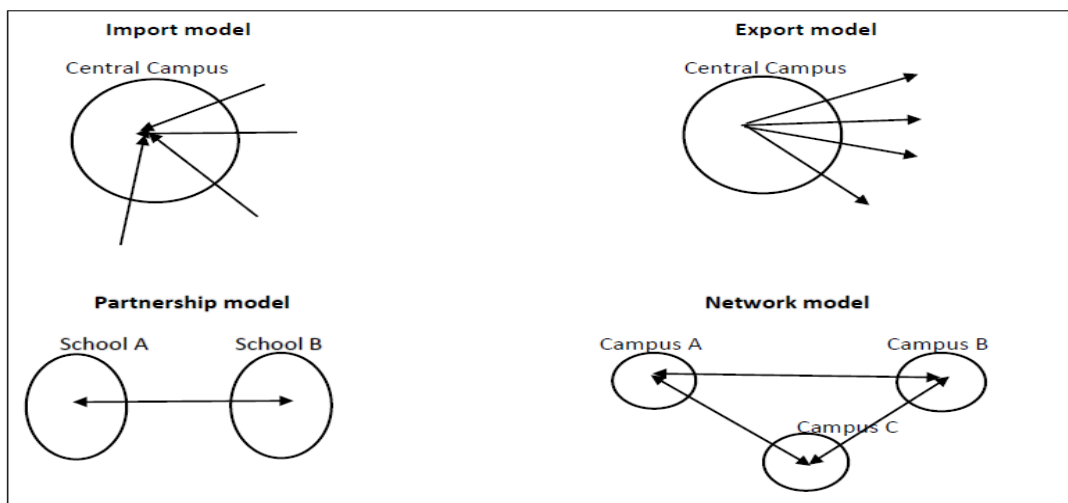 Import model
Export model
Central Campus
Central Campus
Partnership model
Network model
School A
School B
Campus A
Campus B
Campus C